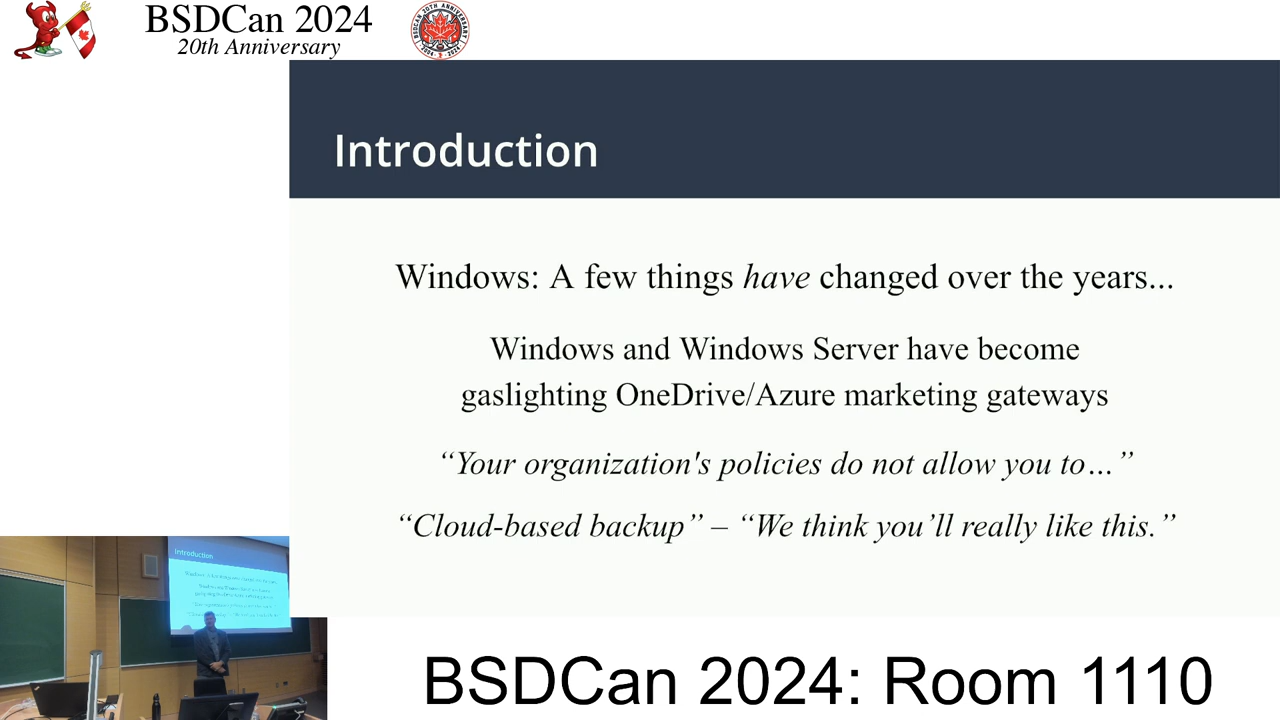 BSDCan 2024
20th Anniversary
Introduction
Windows: A few things have changed over the years...
Windows and Windows Server have become
gaslighting OneDrive/Azure marketing gateways
“Your organization's policies do not allow you to…”
“Cloud-based backup” – “We think you’ll really like this.”
Introduction
BSDCan 2024: Room 1110